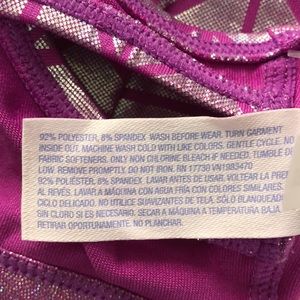 92% POLYESTER, 8% SPANDEX WASH BEFORE WEAR. TURN GARMENT
INSIDE OUT. MACHINE WASH COLD WITH LIKE COLORS. GENTLE CYCLE. NO
FABRIC SOFTENERS. ONLY NON CHLORINE BLEACH IF NEEDED. TUMBLE D
LOW. REMOVE PROMPTLY. DO NOT IRON. RN 17730 VN1983470
92% POLIÉSTER, 8% SPANDEX LAVAR ANTES DE USAR. VOLTEAR LA PRE
AL REVÉS. LAVAR A MÁQUINA CON AGUA FRÍA CON COLORES SIMILARES.
CICLO DELICADO. NO UTILICE SUAVIZANTES DE TELA. SÓLO BLANQUEAD
SIN CLORO SI ES NECESARIO. SECAR A MÁQUINA A TEMPERATURA BAJA.
RETIRAR OPORTUNAMENTE. NO PLANCHAR.